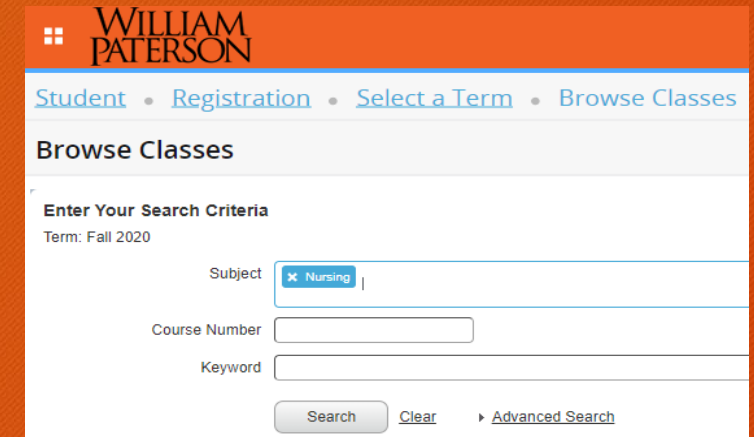 WILLIAM
PATERSON
Student • Registration • Select a Term • Browse Classes
Browse Classes
Enter Your Search Criteria
Term: Fall 2020
Subject × Nursing
Course Number
Keyword
Search Clear Advanced Search